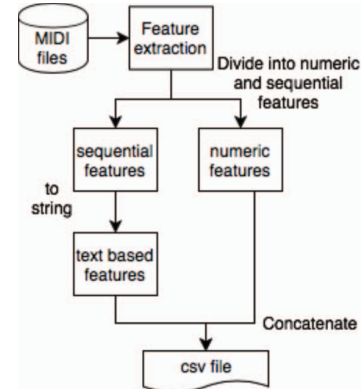 MIDI
files
Feature
extraction
Divide into numeric
and sequential
features
sequential
features
numeric
features
to
string
text based
features
Concatenate
csv file